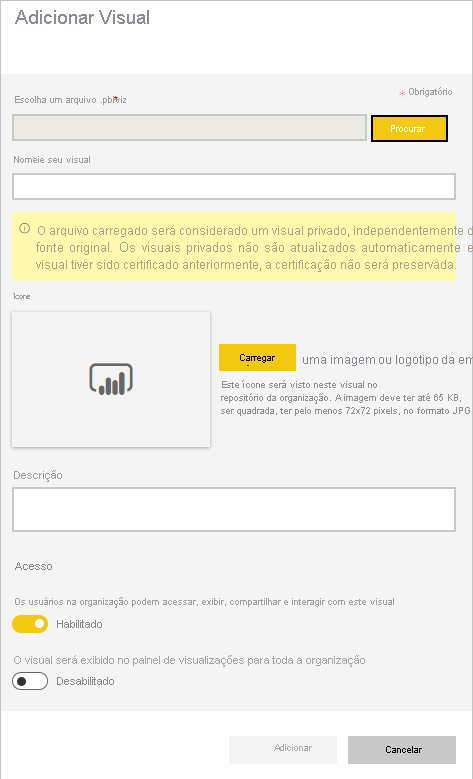 Adicionar Visual
Escolha um arquivo .pbiviz
* Obrigatório
Procurar
Nomeie seu visual
O arquivo carregado será considerado um visual privado, independentemente d
fonte original. Os visuais privados não são atualizados automaticamente e
visual tiver sido certificado anteriormente, a certificação não será preservada.
Ícone
Carregar uma imagem ou logotipo da em
Este ícone será visto neste visual no
repositório da organização. A imagem deve ter até 65 KB,
ser quadrada, ter pelo menos 72x72 pixels, no formato JPG
Descrição
Acesso
Os usuários na organização podem acessar, exibir, compartilhar e interagir com este visual
Habilitado
O visual será exibido no painel de visualizações para toda a organização
Desabilitado
Adicionar
Cancelar